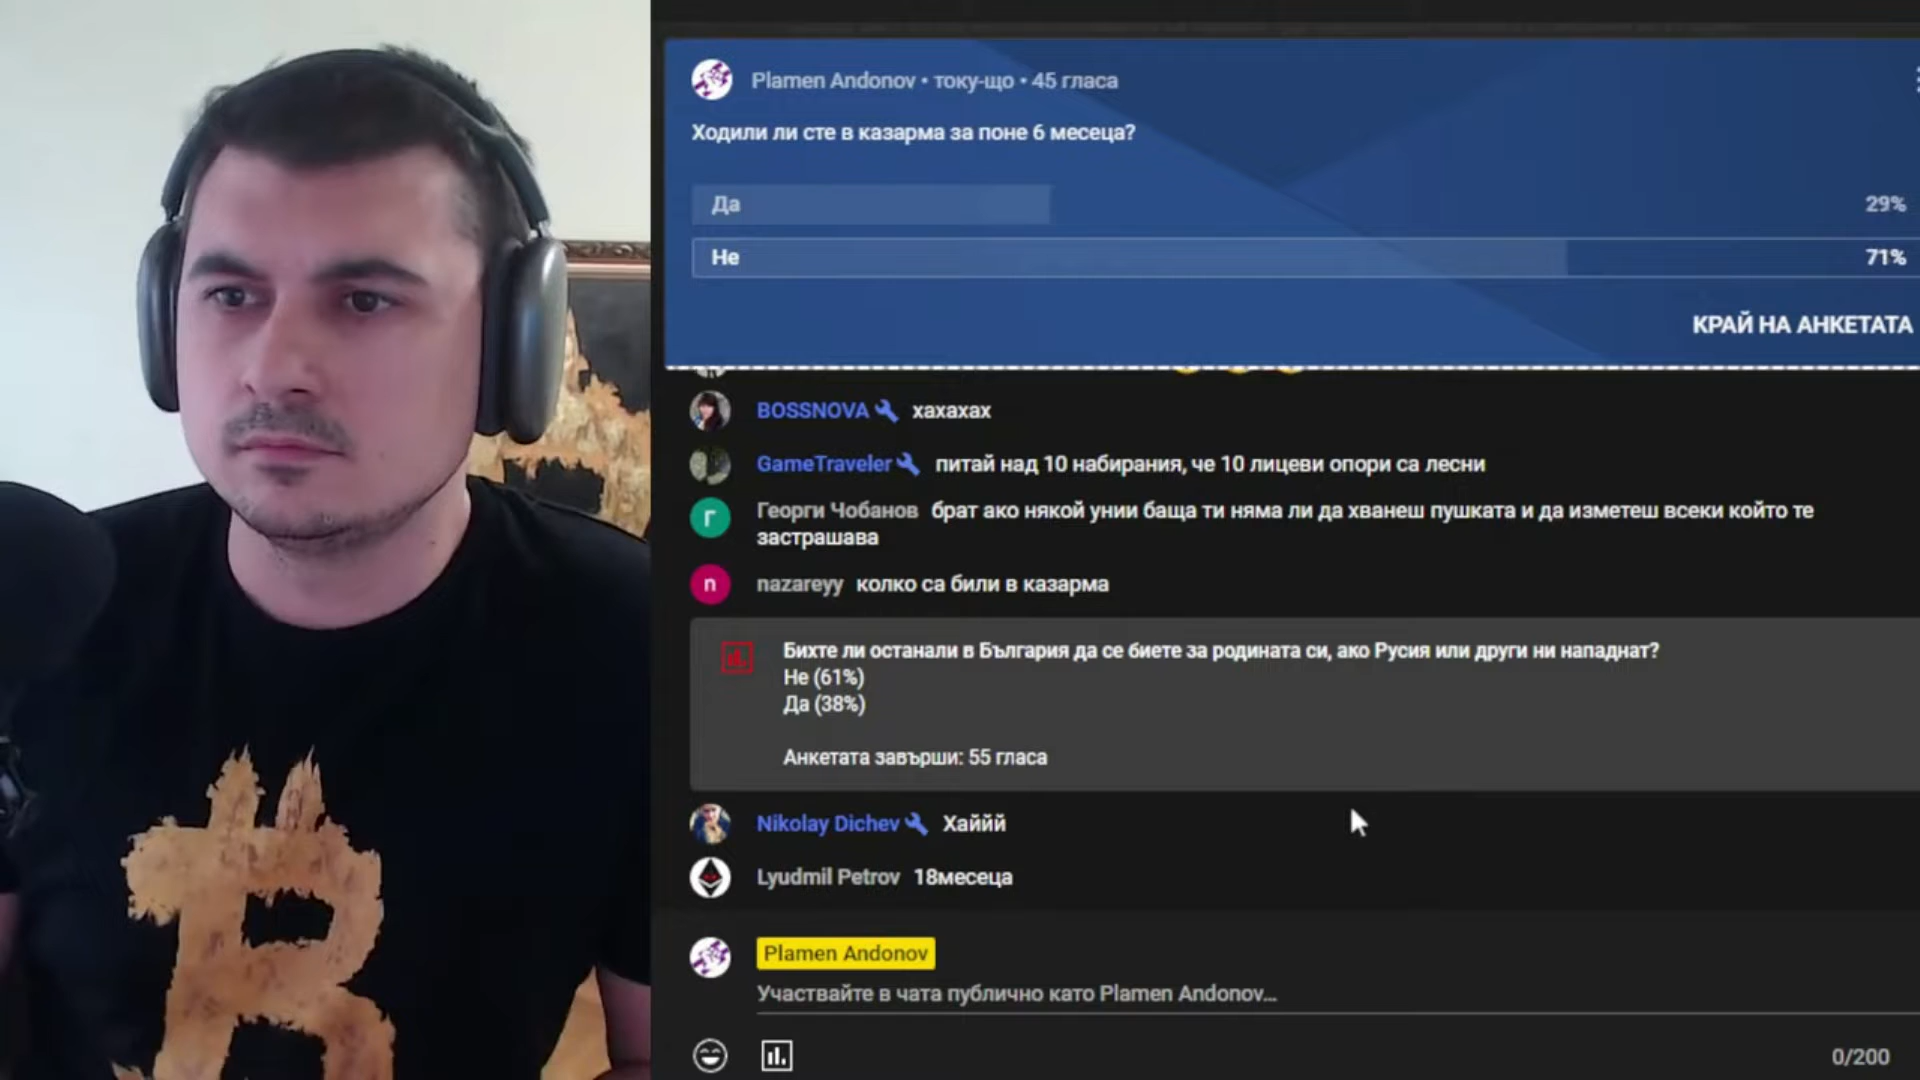 Plamen Andonov • току-що • 45 гласа
Ходили ли сте в казарма за поне 6 месеца?
Да 29%
Не 71%
КРАЙ НА АНКЕТАТА
BOSSNOVA хахахах
GameTraveler питай над 10 набирания, че 10 лицеви опори са лесни
Георги Чобанов брат ако някой унии баща ти няма ли да хванеш пушката и да изметеш всеки който те
застрашава
nazareyy колко са били в казарма
Бихте ли останали в България да се биете за родината си, ако Русия или други ни нападнат?
Не (61%)
Да (38%)
Анкетата завърши: 55 гласа
Nikolay Dichev Хаййй
Lyudmil Petrov 18месеца
Plamen Andonov
Участвайте в чата публично като Plamen Andonov...
0/200